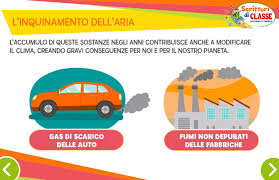 Scrittori
di CLASSE
L'INQUINAMENTO DELL'ARIA
L'ACCUMULO DI QUESTE SOSTANZE NEGLI ANNI CONTRIBUISCE ANCHE A MODIFICARE
IL CLIMA, CREANDO GRAVI CONSEGUENZE PER NOI E PER IL NOSTRO PIANETA.
GAS DI SCARICO
DELLE AUTO
FUMI NON DEPURATI
DELLE FABBRICHE